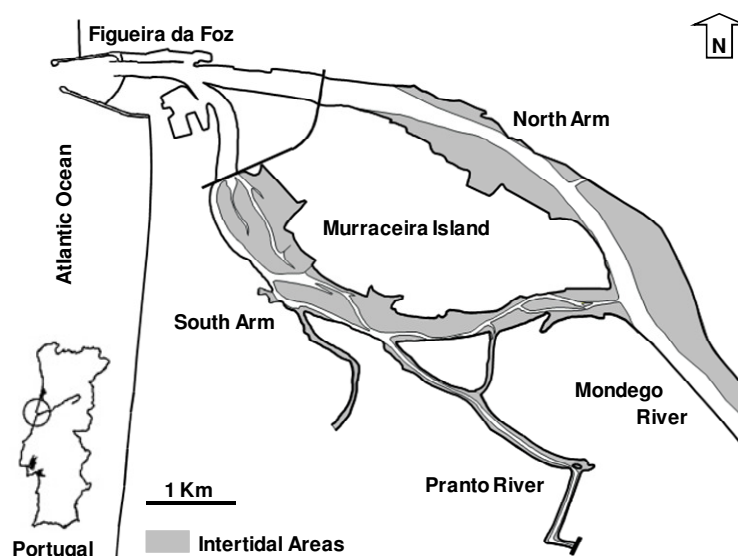 Figueira da Foz
N
North Arm
Atlantic Ocean
Murraceira Island
South Arm
Mondego
River
Pranto River
1 Km
Portugal
Intertidal Areas